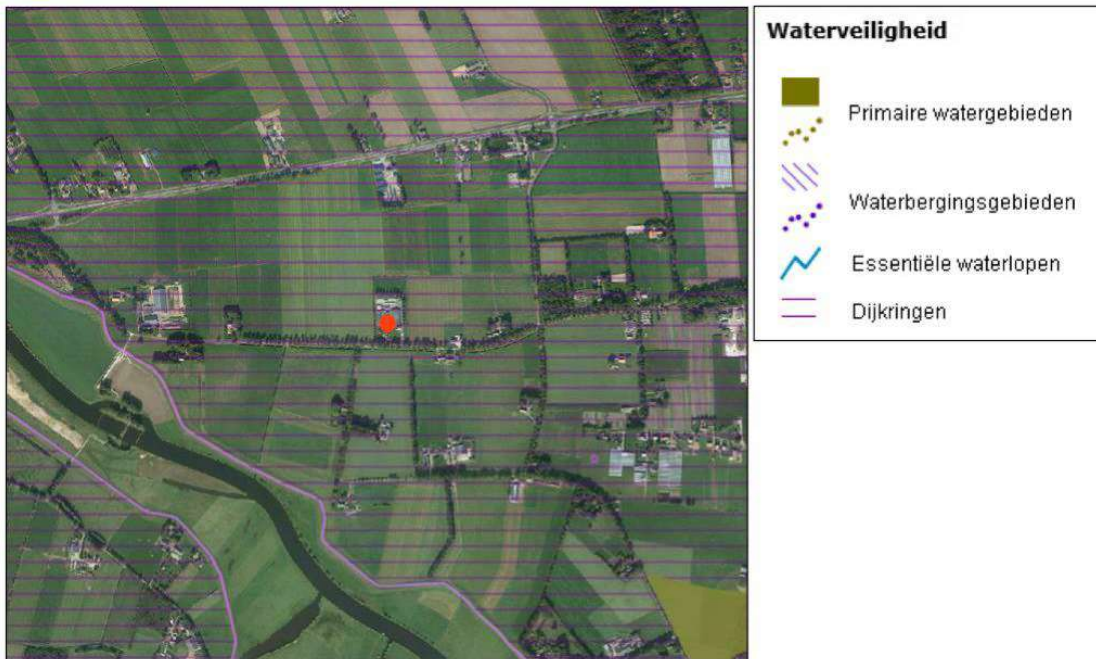 Waterveiligheid
Primaire watergebieden
Waterbergingsgebieden
Essentiële waterlopen
Dijkringen